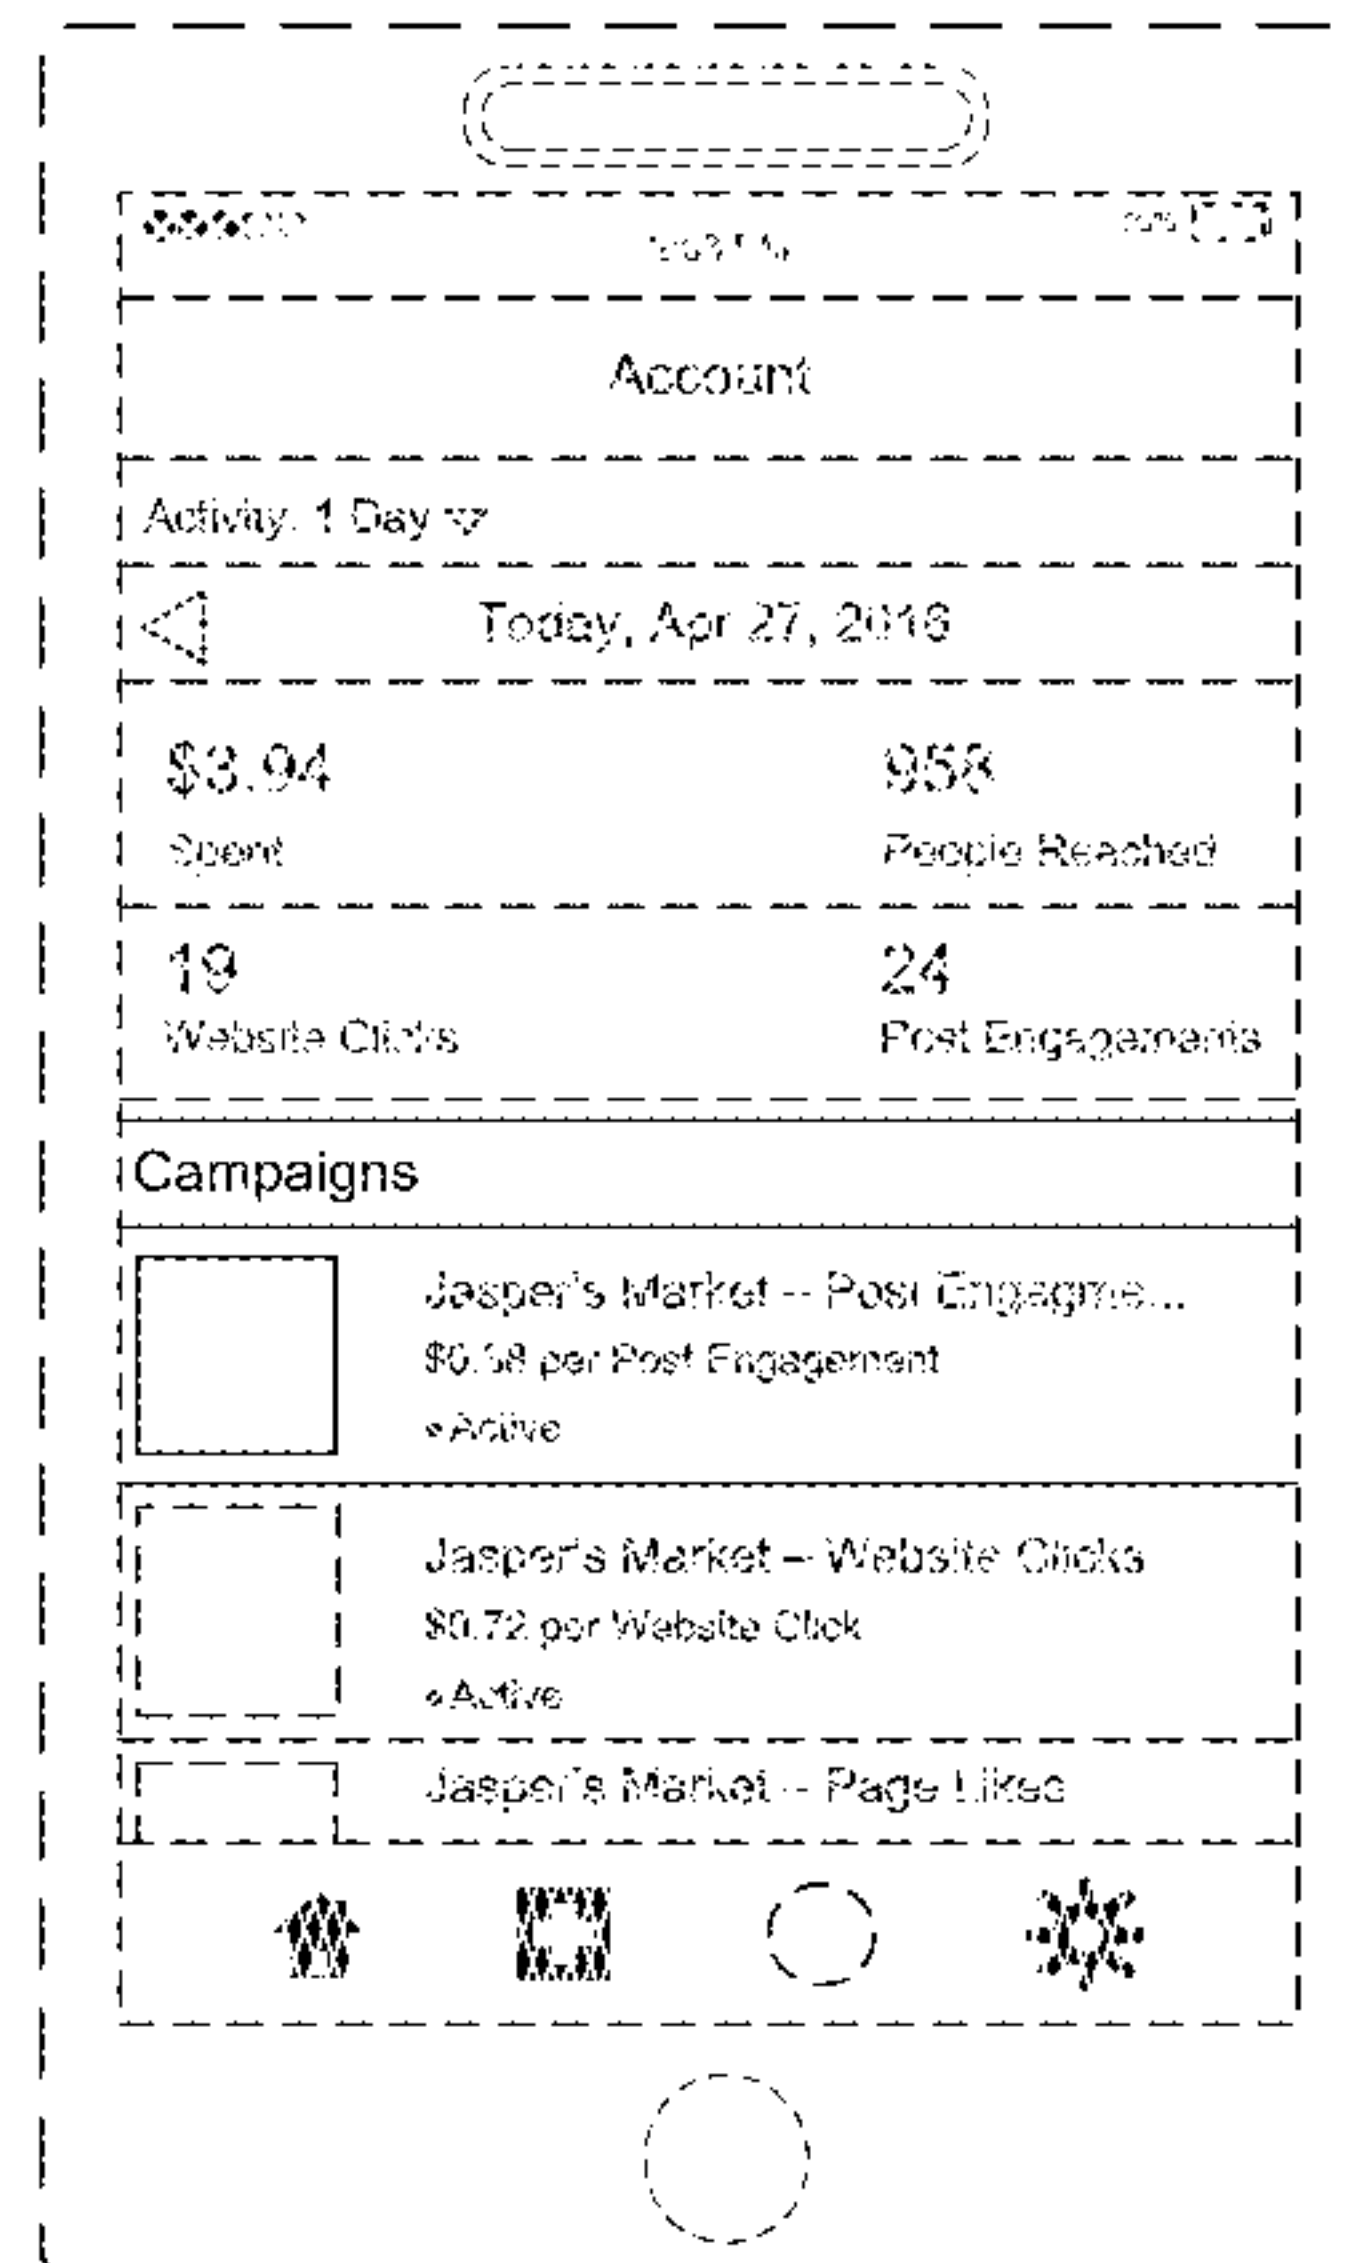 Account
Activity: 1 Day
Today, Apr 27, 2016
$3.94
958
Spent
People Reached
19
24
Website Clicks
Post Engagements
Campaigns
Jasper's Market – Post Engagme...
$0.38 per Post Engagement
Active
Jasper's Market – Website Clicks
$0.72 per Website Click
Active
Jasper's Market – Page Likes